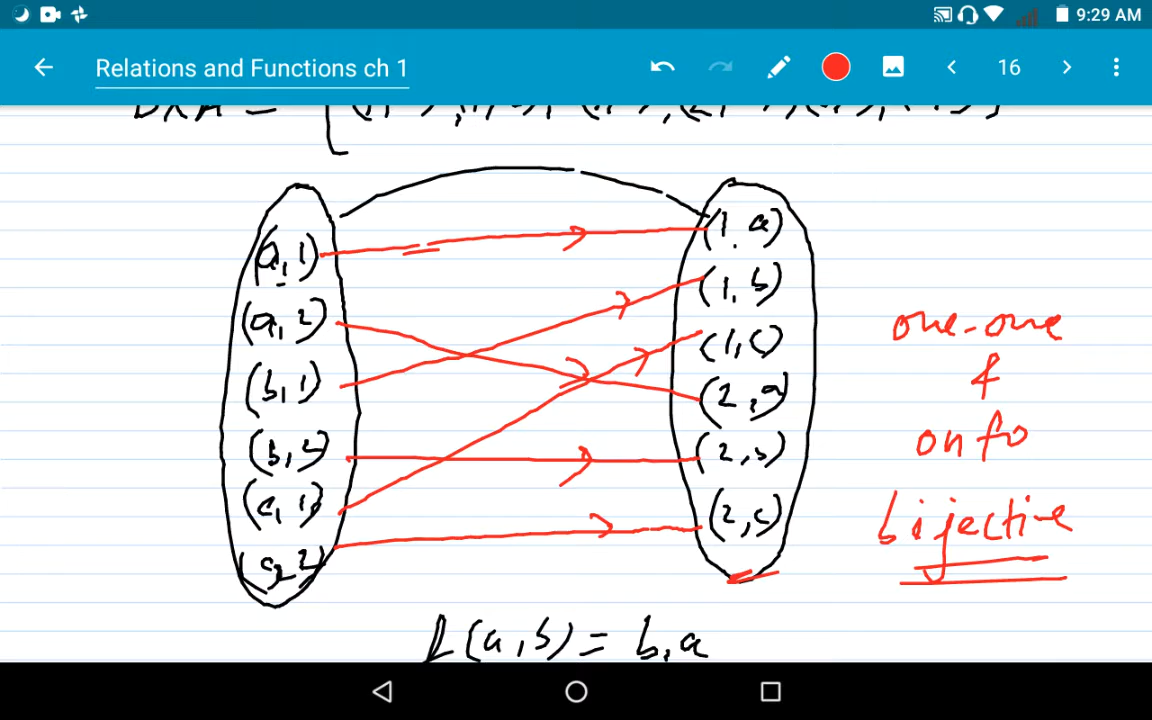 9:29 AM
Relations and Functions ch 1
16
B×A =
(a, 1) (1, a)
(a, 2) (1, b)
(b, 1) (1, c)
(b, 2) (2, a)
(c, 1) (2, b)
(c, 2) (2, c)
one-one
&
onto
bijective
f(a, b) = b, a